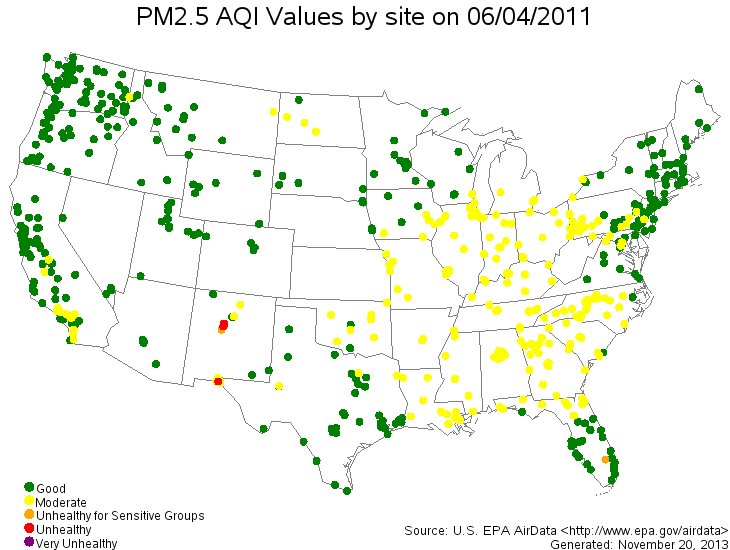 PM2.5 AQI Values by site on 06/04/2011
Good
Moderate
Unhealthy for Sensitive Groups
Unhealthy
Very Unhealthy
Source: U.S. EPA AirData <http://www.epa.gov/airdata>
Generated: November 20, 2013